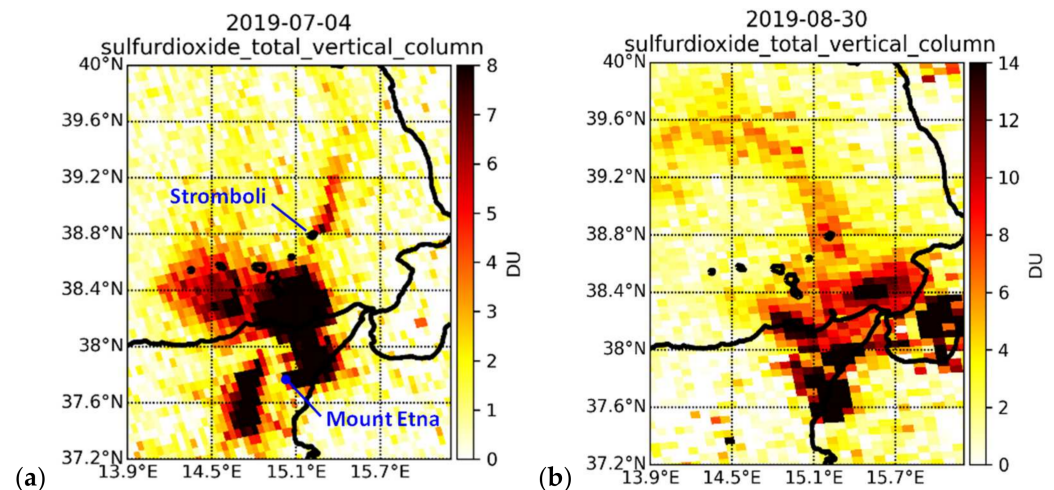 2019-07-04
sulfurdioxide_total_vertical_column
40°N
39.6°N
39.2°N
38.8°N
38.4°N
38°N
37.6°N
37.2°N
13.9°E 14.5°E 15.1°E 15.7°E
Stromboli
Mount Etna
8
7
6
5
4
3
2
1
0
DU
(a)
2019-08-30
sulfurdioxide_total_vertical_column
40°N
39.6°N
39.2°N
38.8°N
38.4°N
38°N
37.6°N
37.2°N
13.9°E 14.5°E 15.1°E 15.7°E
14
12
10
8
6
4
2
0
DU
(b)